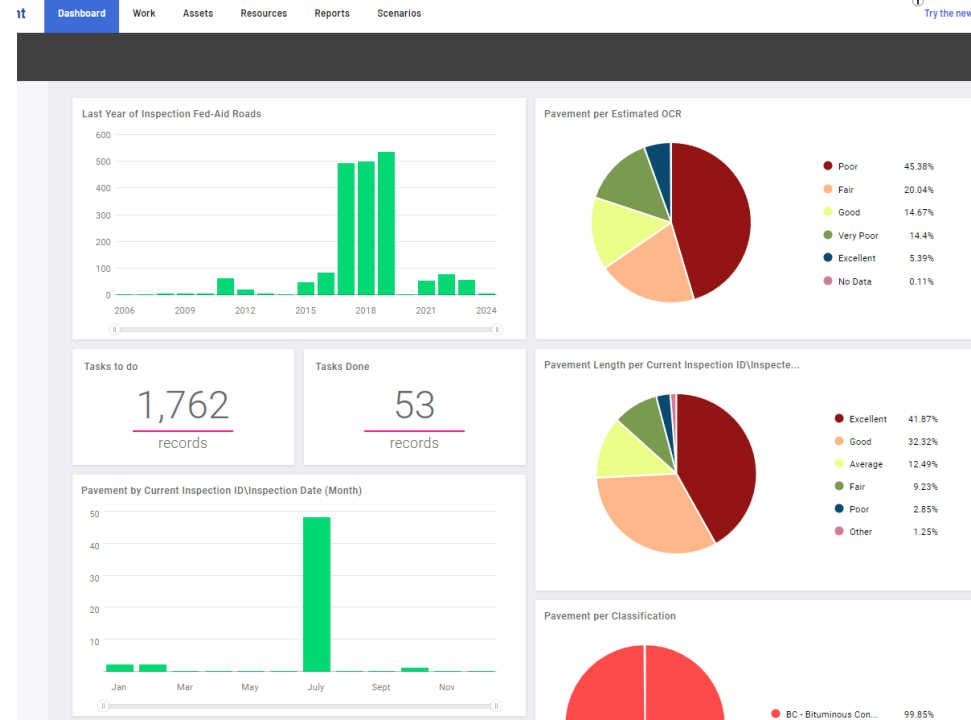 nt
Dashboard Work Assets Resources Reports Scenarios
Try the new
Last Year of Inspection Fed-Aid Roads
600
500
400
300
200
100
0
2006 2009 2012 2015 2018 2021 2024
Pavement per Estimated OCR
Poor 45.38%
Fair 20.04%
Good 14.67%
Very Poor 14.4%
Excellent 5.39%
No Data 0.11%
Tasks to do
1,762
records
Tasks Done
53
records
Pavement Length per Current Inspection ID\Inspecte...
Excellent 41.87%
Good 32.32%
Average 12.49%
Fair 9.23%
Poor 2.85%
Other 1.25%
Pavement by Current Inspection ID\Inspection Date (Month)
50
40
30
20
10
Jan Mar May July Sept Nov
Pavement per Classification
BC - Bituminous Con... 99.85%